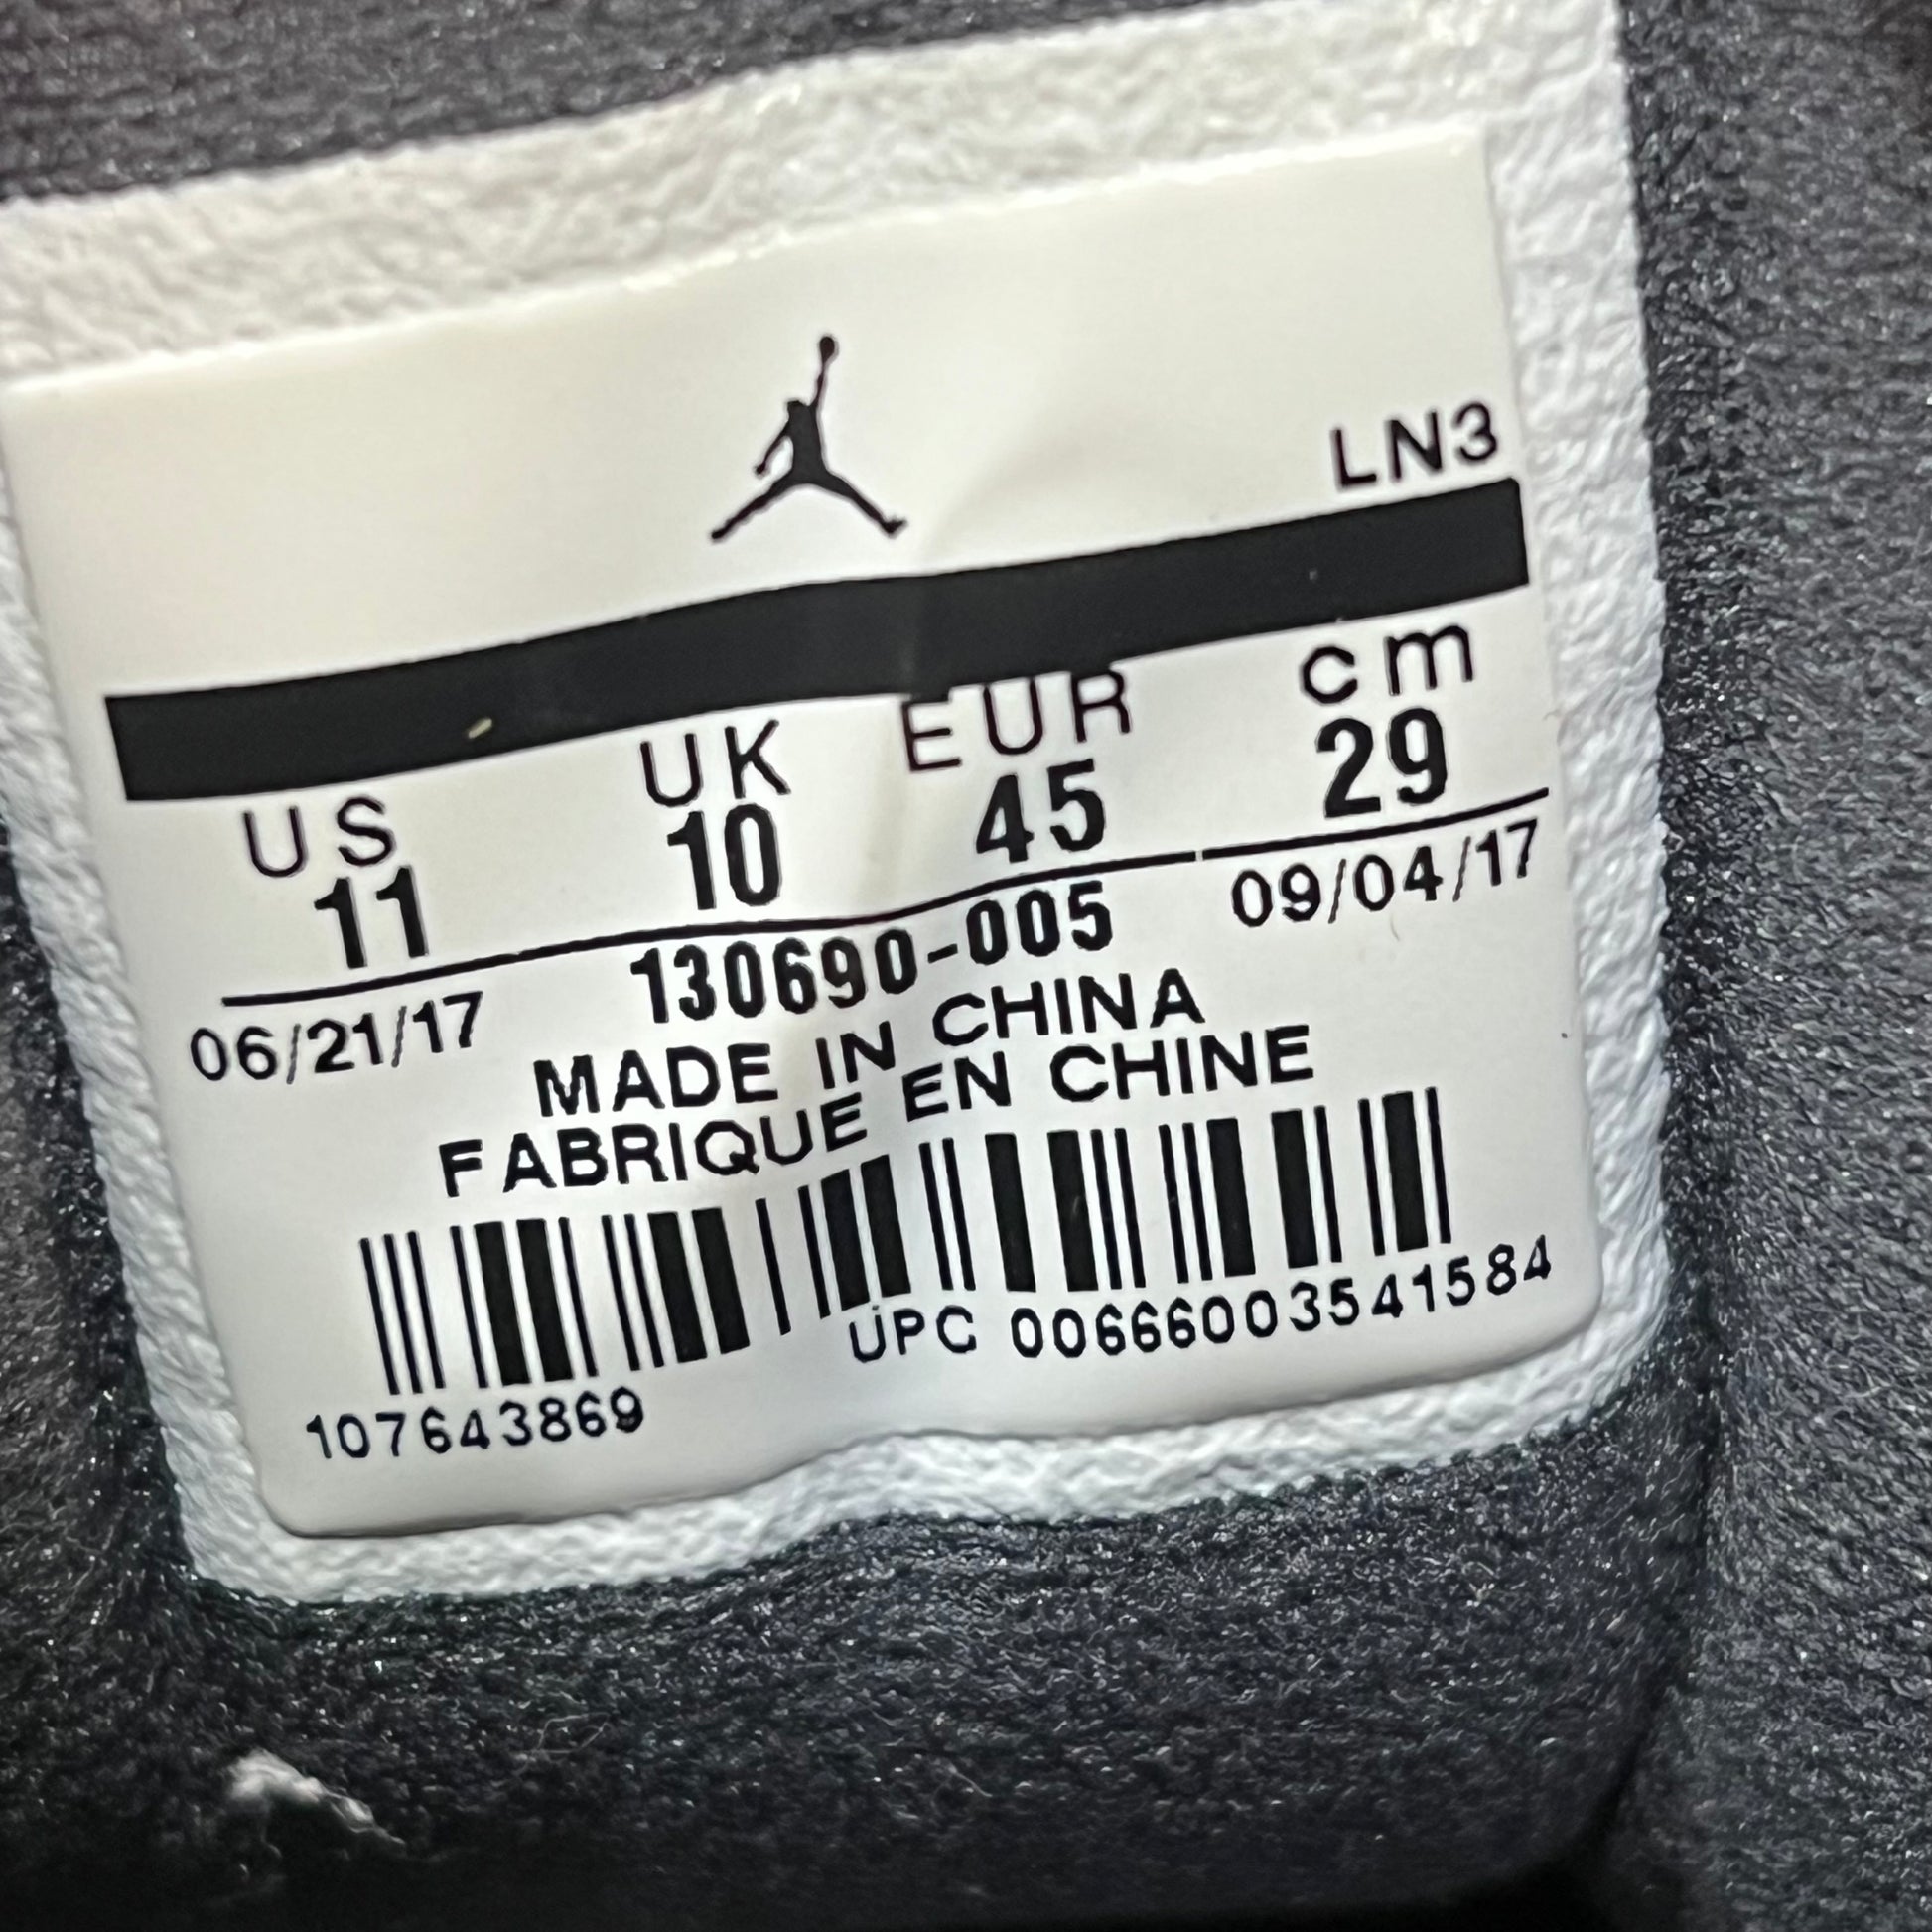 LN3
US UK EUR cm
11 10 45 29
06/21/17 130690-005 09/04/17
MADE IN CHINA
FABRIQUE EN CHINE
UPC 00666003541584
107643869